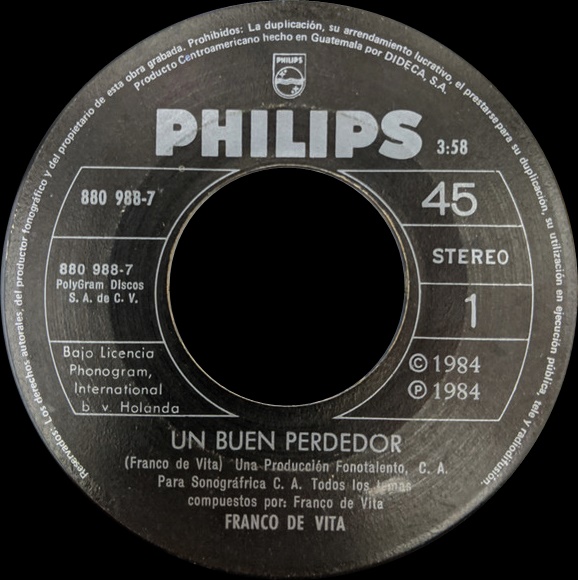 Reservados: Los derechos autorales, del productor fonográfico y del propietario de esta obra grabada. Prohibidos: La duplicación, su arrendamiento lucrativo, el prestarse para su duplicación, su utilización en ejecución pública, tele y radiodifusión.
Producto Centroamericano hecho en Guatemala por DIDECA, S.A.
PHILIPS
PHILIPS
3:58
880 988-7
45
STEREO
880 988-7
PolyGram Discos
S. A. de C. V.
1
Bajo Licencia
Phonogram,
International
b. v. Holanda
© 1984
℗ 1984
UN BUEN PERDEDOR
(Franco de Vita) Una Producción Fonotalento, C. A.
Para Sonográfrica C. A. Todos los temas
compuestos por: Franco de Vita
FRANCO DE VITA